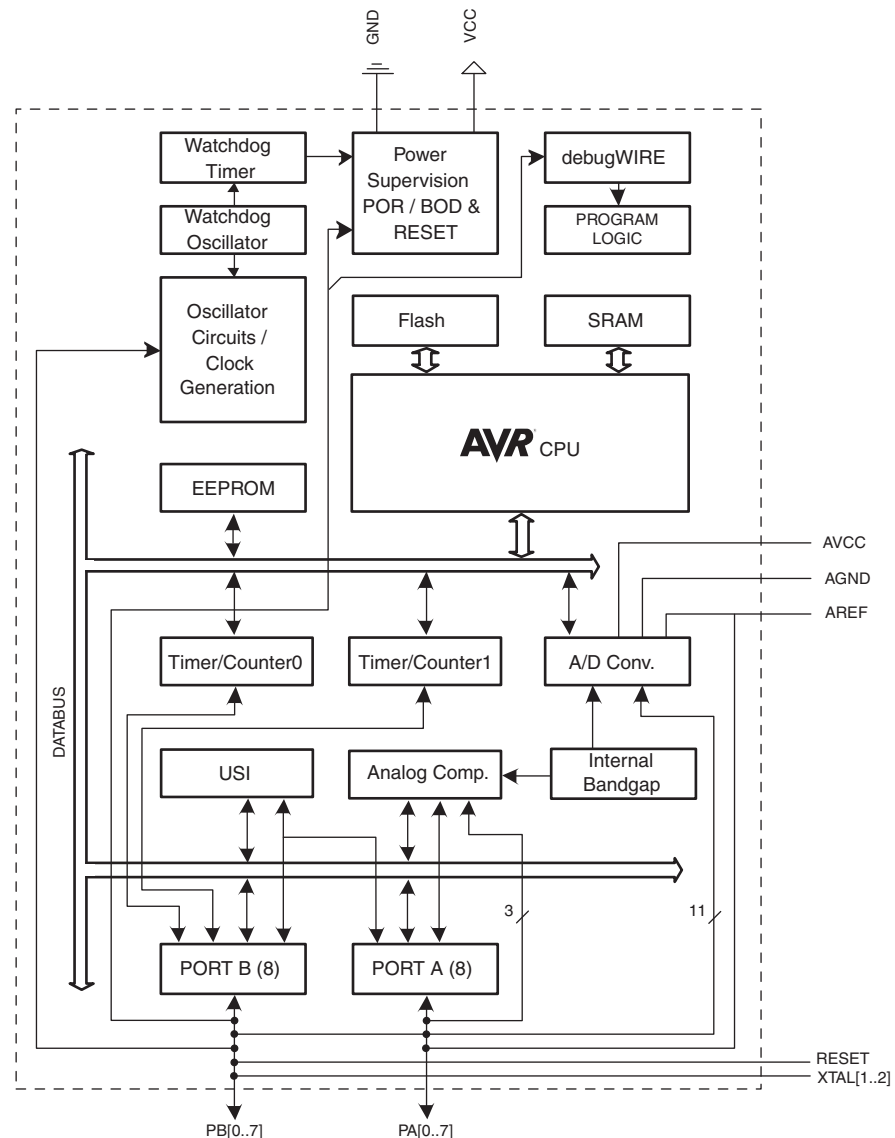 GND
VCC
Watchdog
Timer
Power
Supervision
POR / BOD &
RESET
debugWIRE
Watchdog
Oscillator
PROGRAM
LOGIC
Oscillator
Circuits /
Clock
Generation
Flash
SRAM
AVR® CPU
EEPROM
AVCC
AGND
AREF
Timer/Counter0
Timer/Counter1
A/D Conv.
DATABUS
USI
Analog Comp.
Internal
Bandgap
3
11
PORT B (8)
PORT A (8)
RESET
XTAL[1..2]
PB[0..7]
PA[0..7]